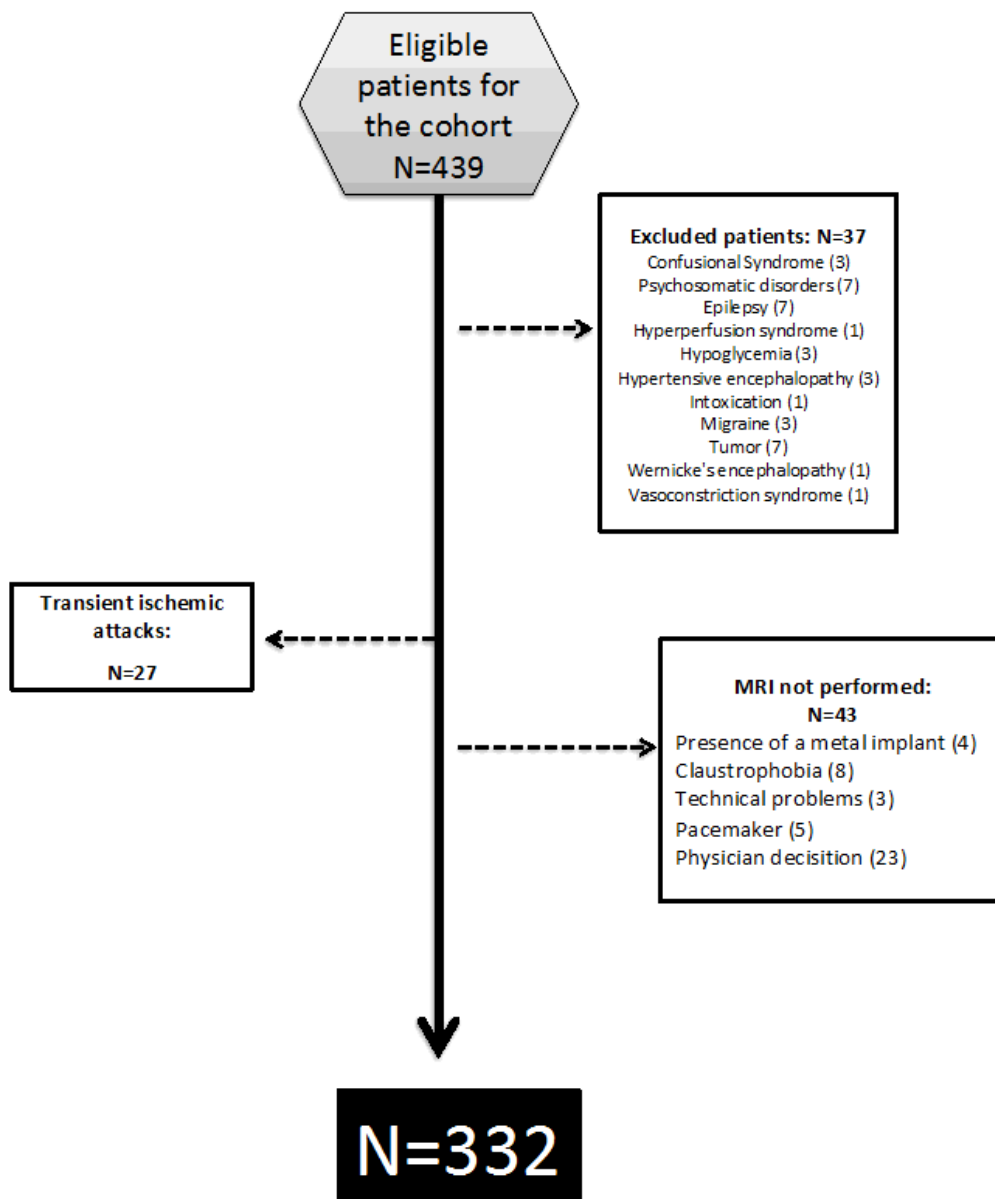 Eligible
patients for
the cohort
N=439
Excluded patients: N=37
Confusional Syndrome (3)
Psychosomatic disorders (7)
Epilepsy (7)
Hyperperfusion syndrome (1)
Hypoglycemia (3)
Hypertensive encephalopathy (3)
Intoxication (1)
Migraine (3)
Tumor (7)
Wernicke's encephalopathy (1)
Vasoconstriction syndrome (1)
Transient ischemic
attacks:
N=27
MRI not performed:
N=43
Presence of a metal implant (4)
Claustrophobia (8)
Technical problems (3)
Pacemaker (5)
Physician decisition (23)
N=332